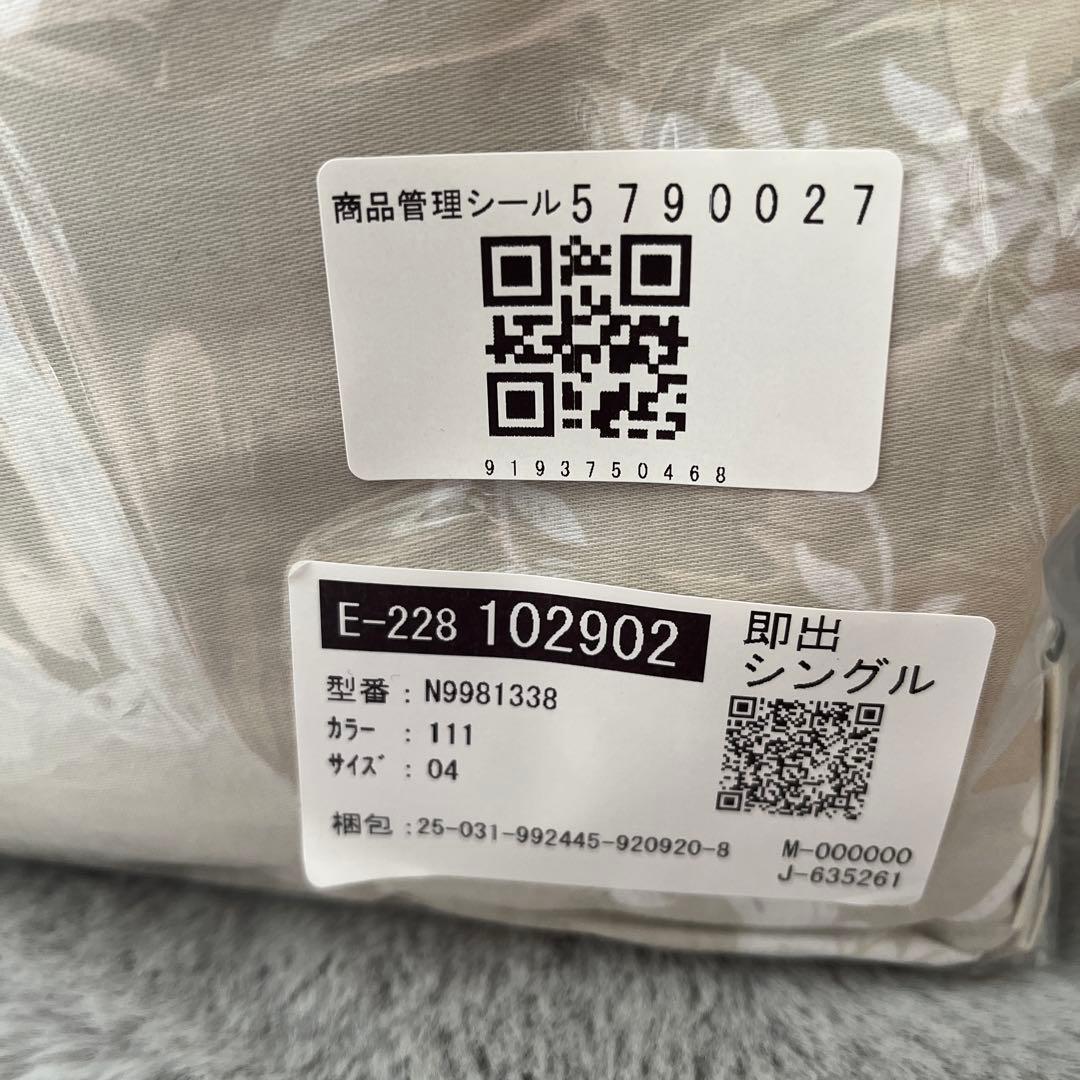 商品管理シール5790027
9193750468
E-228 102902
即出
シングル
型番 : N9981338
ｶﾗｰ : 111
ｻｲｽﾞ : 04
梱包 :25-031-992445-920920-8
M-000000
J-635261